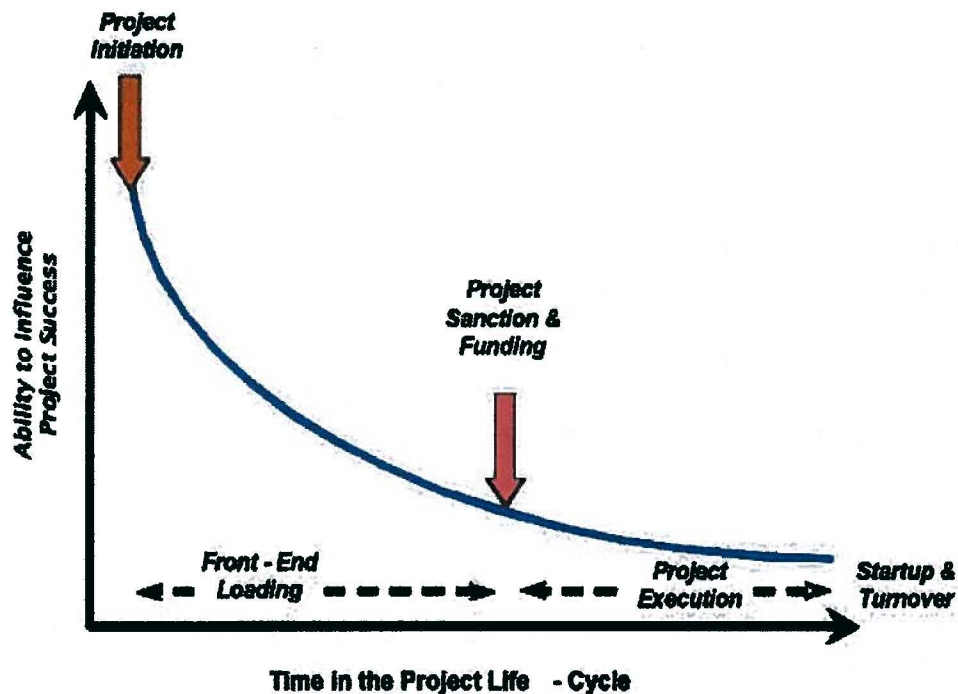 Project
Initiation
Ability to Influence
Project Success
Project
Sanction &
Funding
Front - End
Loading
Project
Execution
Startup &
Turnover
Time in the Project Life - Cycle